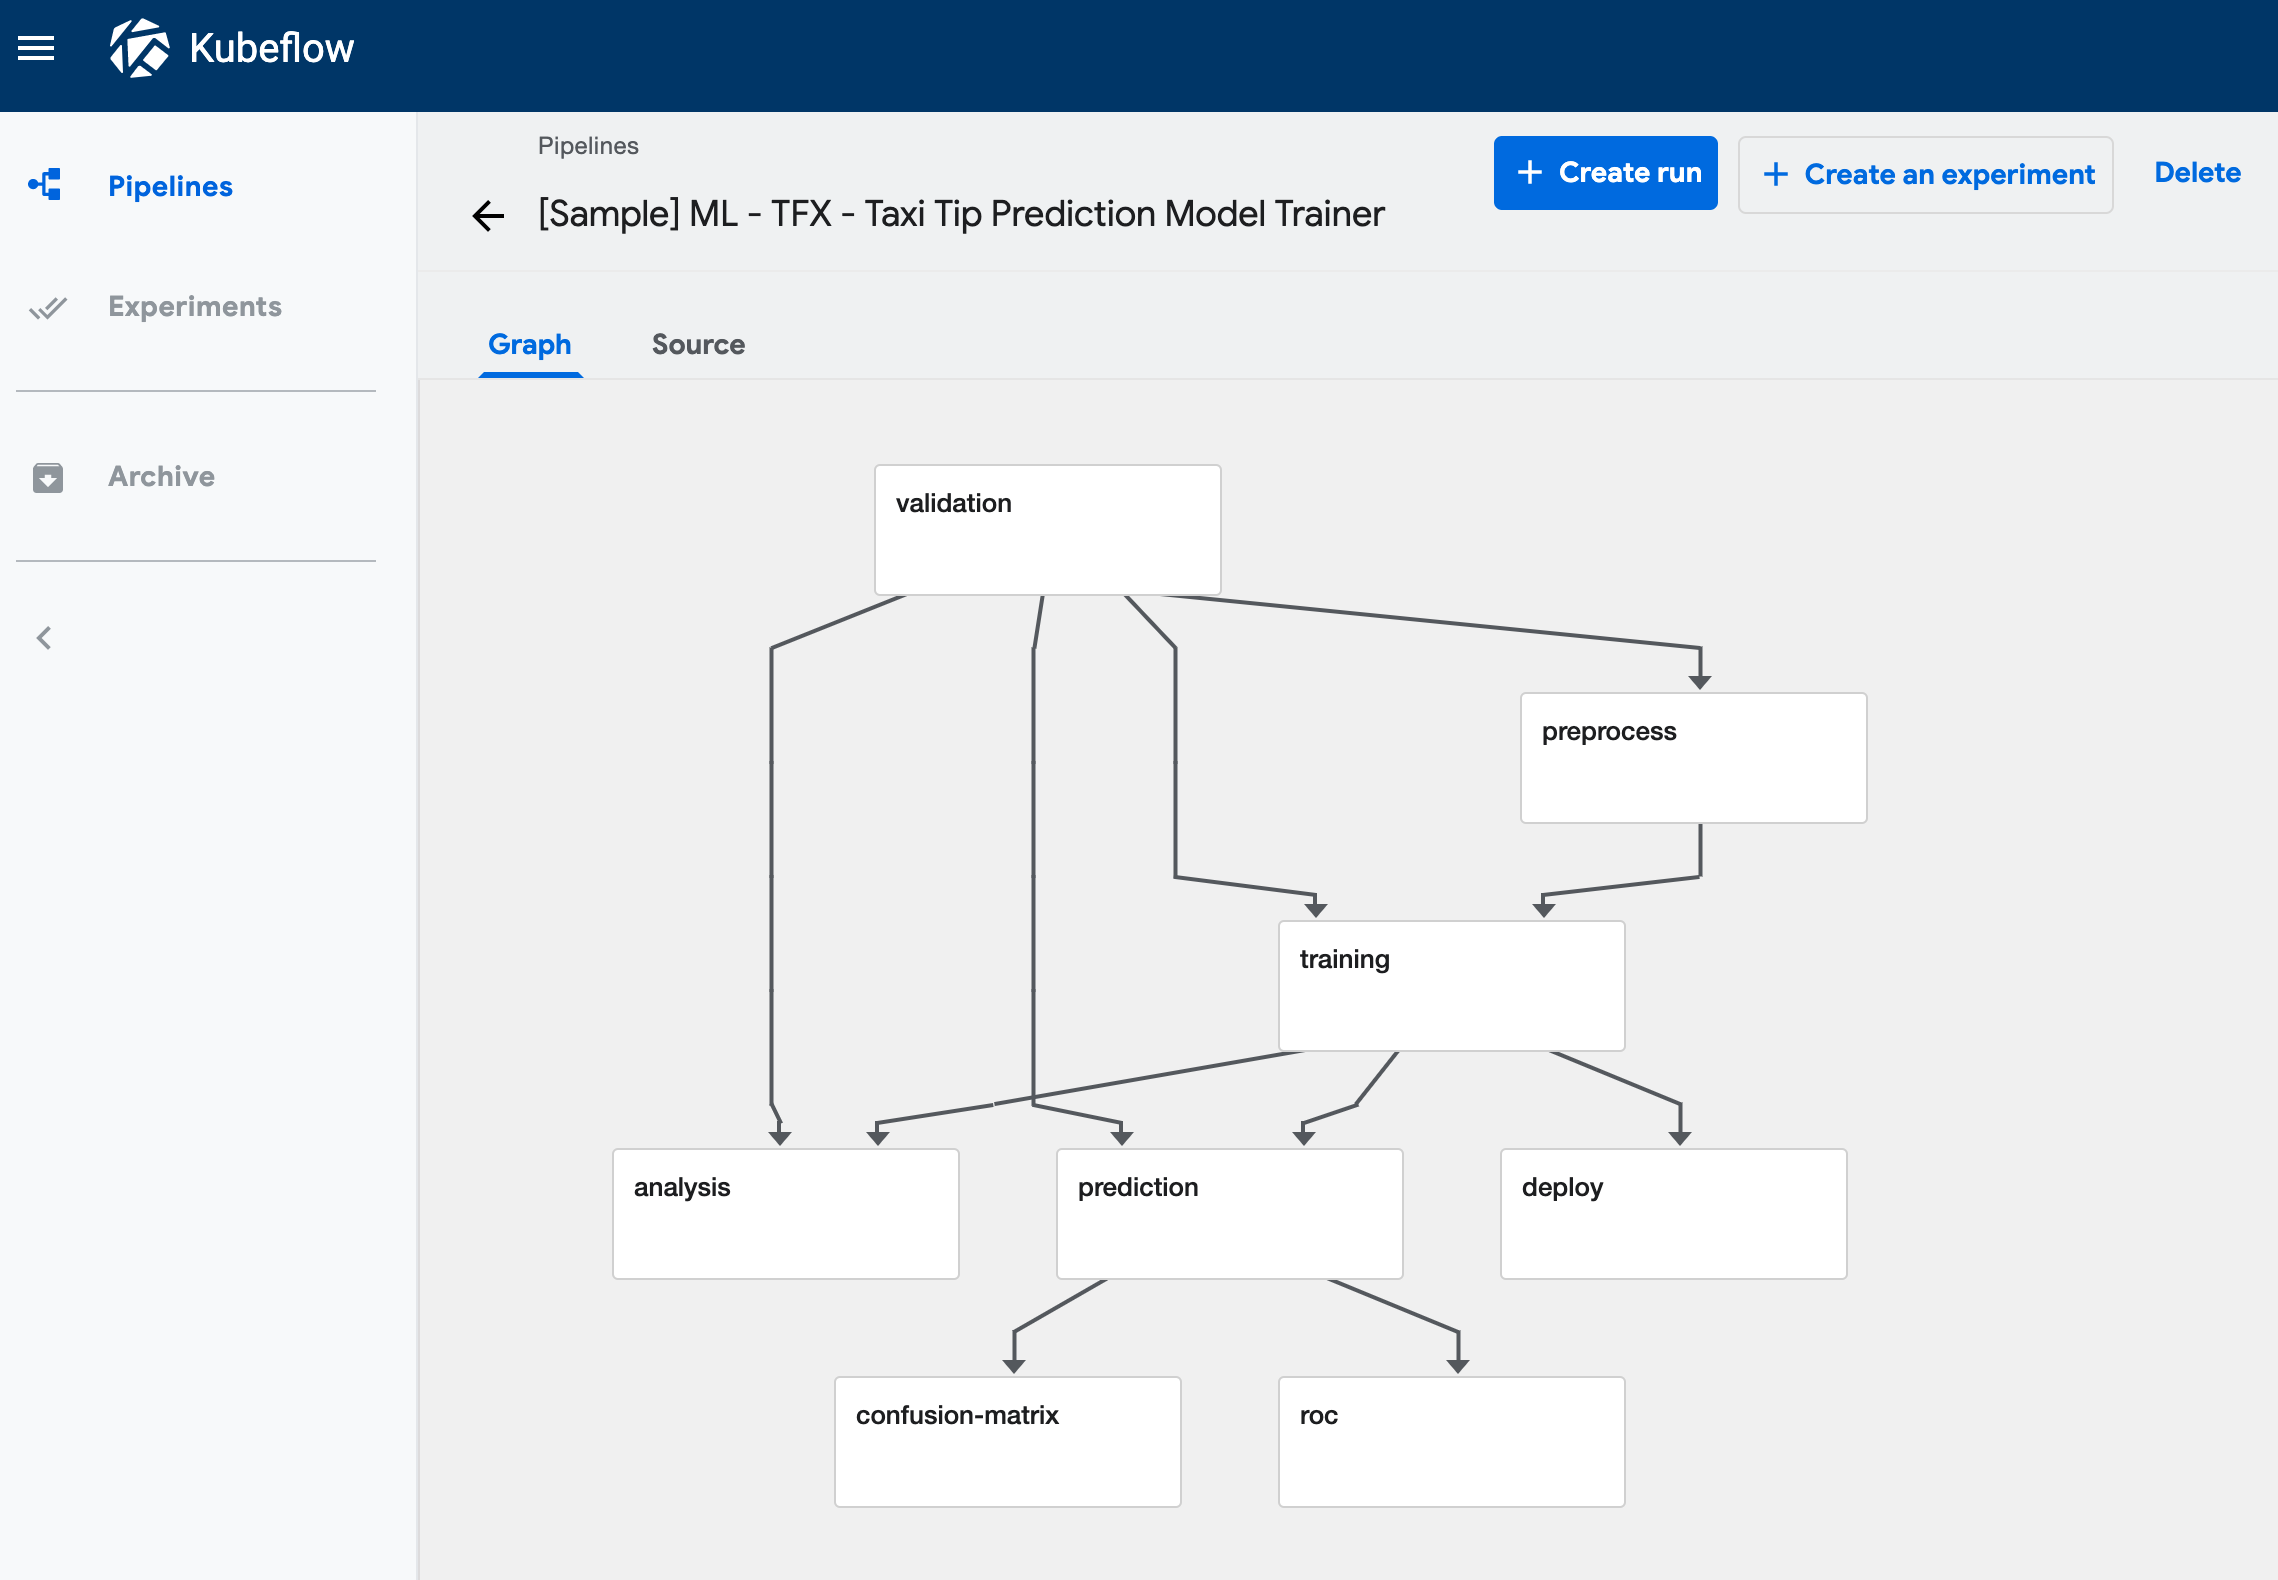 Kubeflow
Pipelines
Experiments
Archive
Pipelines
[Sample] ML - TFX - Taxi Tip Prediction Model Trainer
+ Create run
+ Create an experiment
Delete
Graph
Source
validation
preprocess
training
analysis
prediction
deploy
confusion-matrix
roc